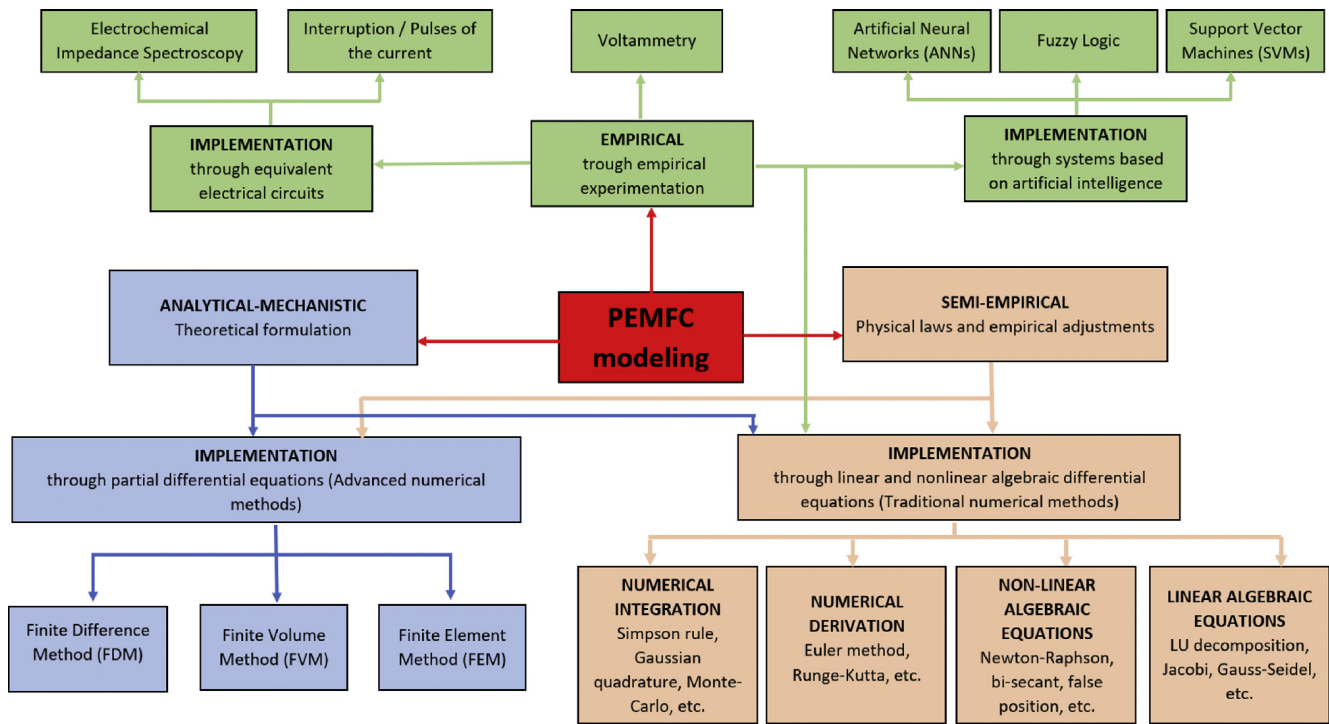 Electrochemical
Impedance Spectroscopy
Interruption / Pulses of
the current
Voltammetry
Artificial Neural
Networks (ANNs)
Fuzzy Logic
Support Vector
Machines (SVMs)
IMPLEMENTATION
through equivalent
electrical circuits
EMPIRICAL
trough empirical
experimentation
IMPLEMENTATION
through systems based
on artificial intelligence
ANALYTICAL-MECHANISTIC
Theoretical formulation
PEMFC
modeling
SEMI-EMPIRICAL
Physical laws and empirical adjustments
IMPLEMENTATION
through partial differential equations (Advanced numerical
methods)
IMPLEMENTATION
through linear and nonlinear algebraic differential
equations (Traditional numerical methods)
Finite Difference
Method (FDM)
Finite Volume
Method (FVM)
Finite Element
Method (FEM)
NUMERICAL
INTEGRATION
Simpson rule,
Gaussian
quadrature, Monte-
Carlo, etc.
NUMERICAL
DERIVATION
Euler method,
Runge-Kutta, etc.
NON-LINEAR
ALGEBRAIC
EQUATIONS
Newton-Raphson,
bi-secant, false
position, etc.
LINEAR ALGEBRAIC
EQUATIONS
LU decomposition,
Jacobi, Gauss-Seidel,
etc.